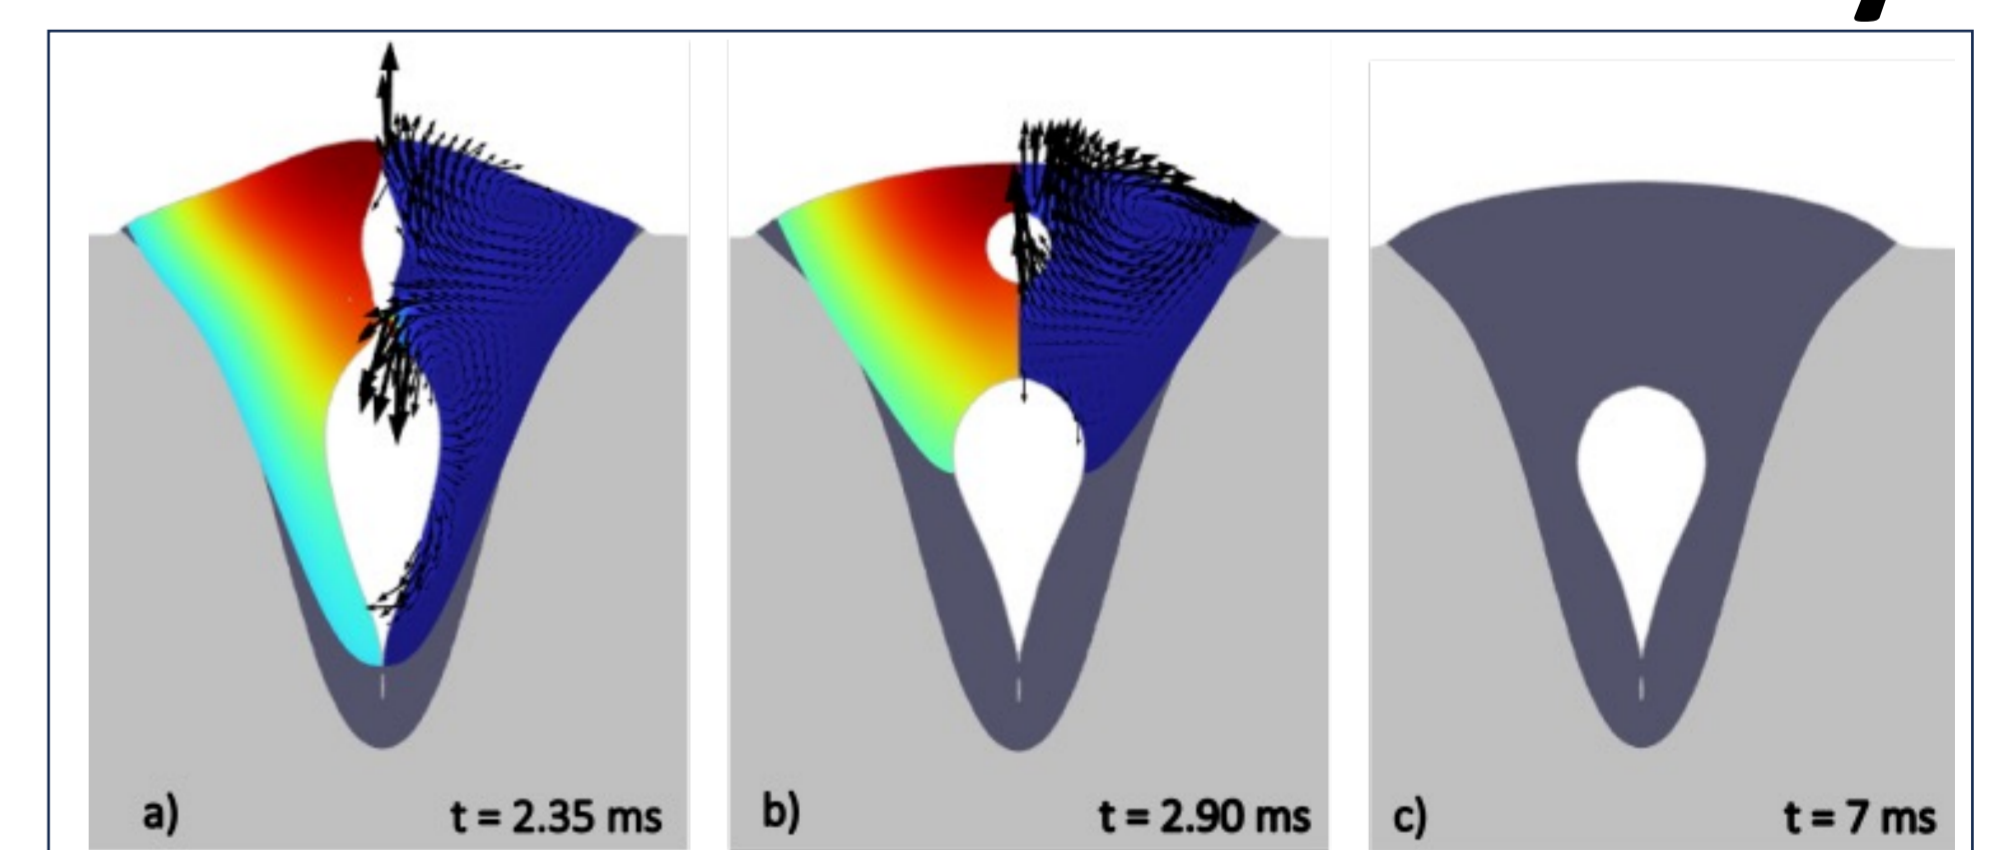 a) t = 2.35 ms
b) t = 2.90 ms
c) t = 7 ms